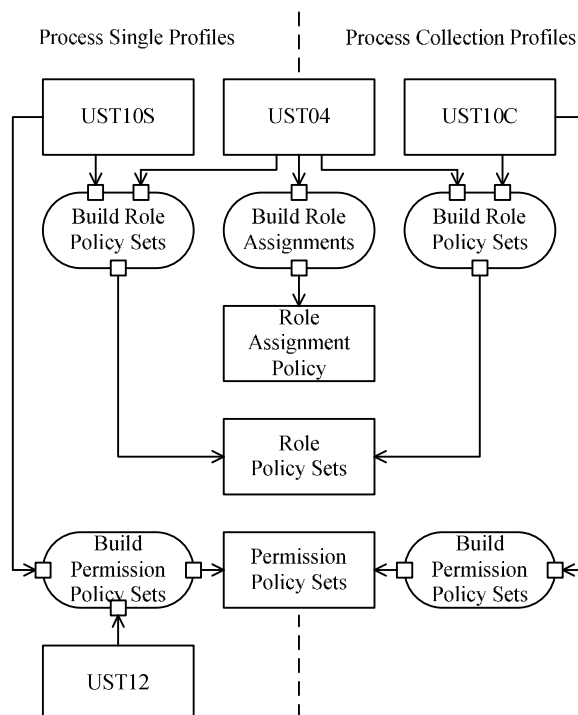 Process Single Profiles
Process Collection Profiles
UST10S
UST04
UST10C
Build Role
Policy Sets
Build Role
Assignments
Build Role
Policy Sets
Role
Assignment
Policy
Role
Policy Sets
Build
Permission
Policy Sets
Permission
Policy Sets
Build
Permission
Policy Sets
UST12